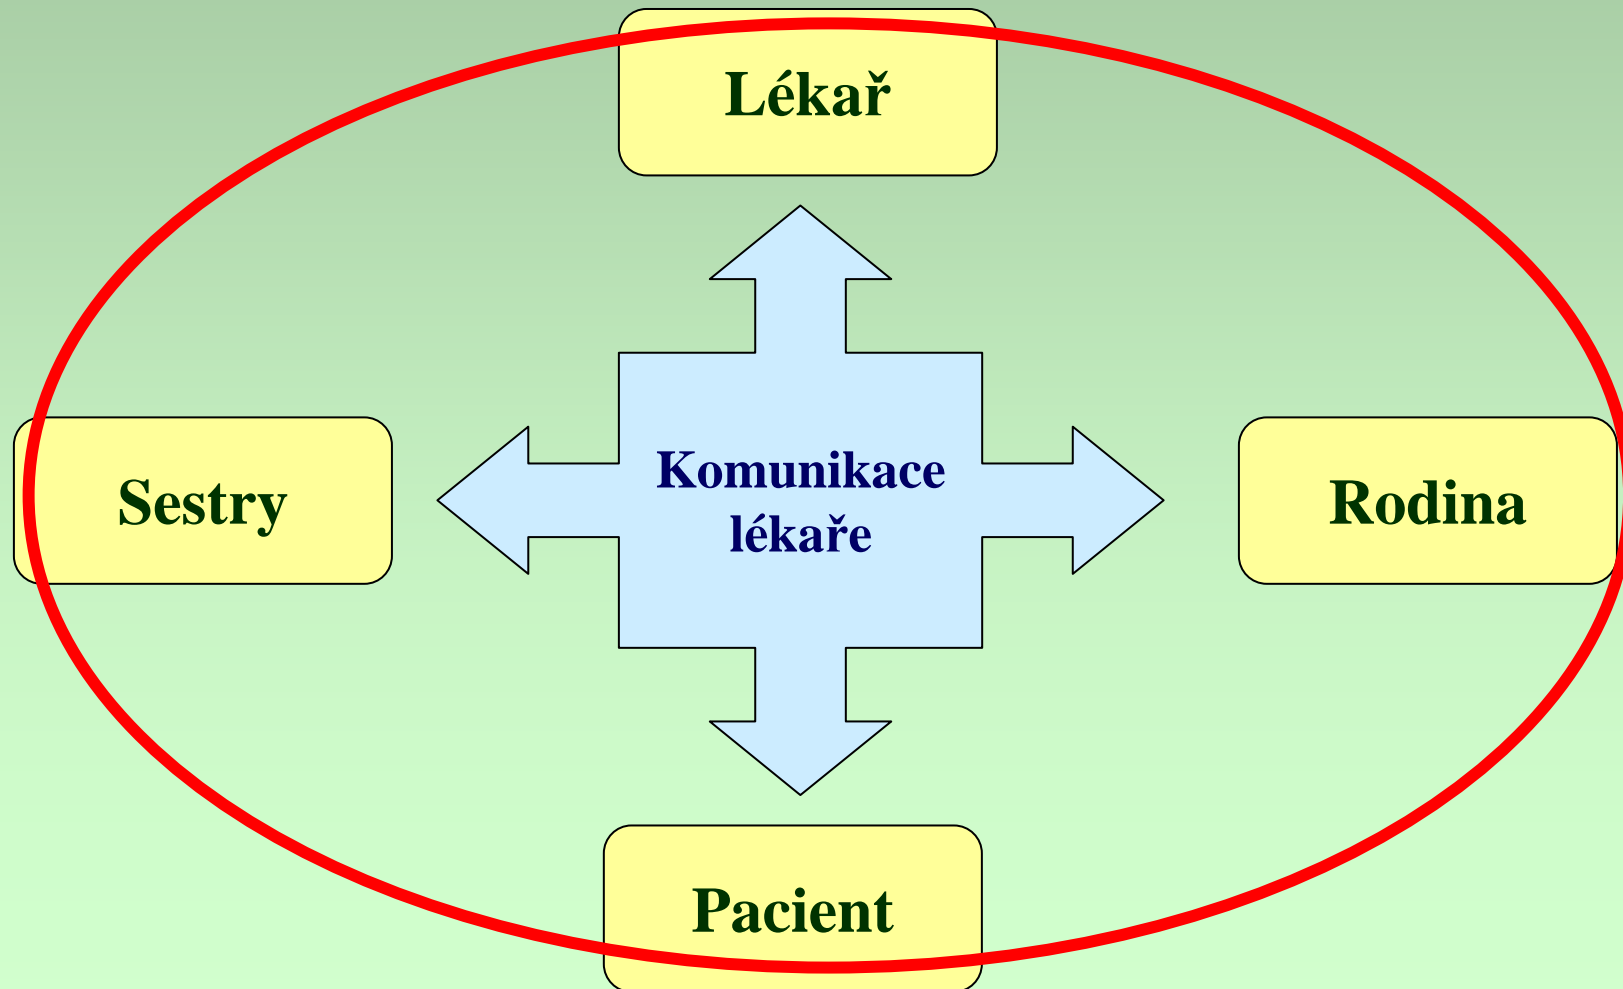 Lékař
Sestry
Komunikace
lékaře
Rodina
Pacient